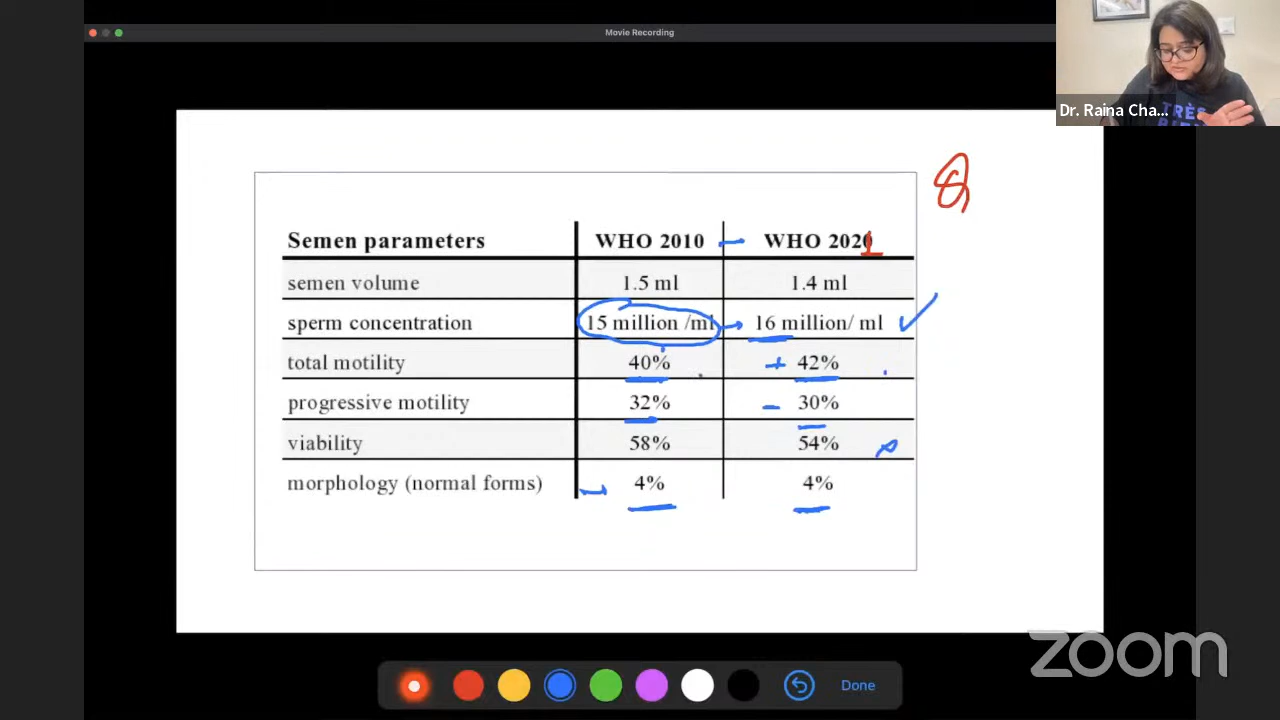 Movie Recording
Dr. Raina Cha...
TRÈS
Q
Semen parameters WHO 2010 WHO 2021
semen volume 1.5 ml 1.4 ml
sperm concentration 15 million /ml 16 million/ ml
total motility 40% + 42%
progressive motility 32% - 30%
viability 58% 54%
morphology (normal forms) 4% 4%
zoom
Done